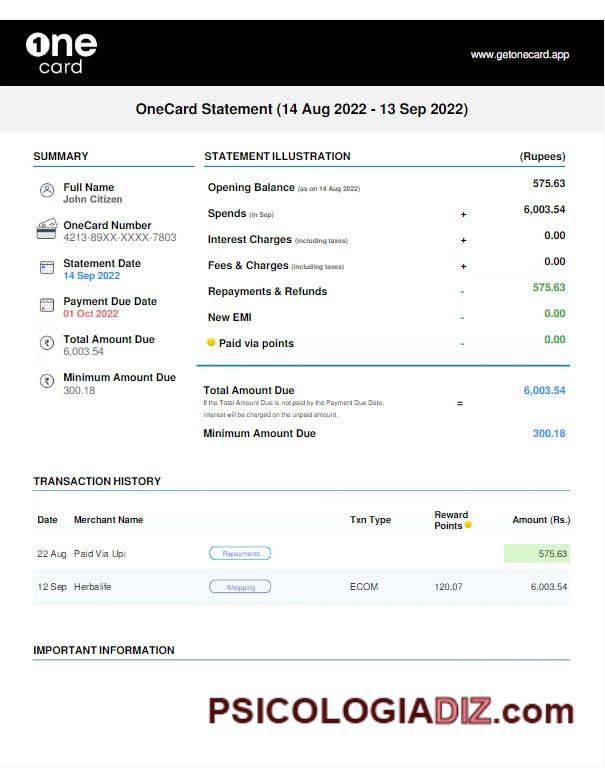 One
card
www.getonecard.app
OneCard Statement (14 Aug 2022 - 13 Sep 2022)
SUMMARY
Full Name
John Citizen
OneCard Number
4213-89XX-XXXX-7803
Statement Date
14 Sep 2022
Payment Due Date
01 Oct 2022
Total Amount Due
6,003.54
Minimum Amount Due
300.18
STATEMENT ILLUSTRATION (Rupees)
Opening Balance (as on 14 Aug 2022) 575.63
Spends (in Sep) + 6,003.54
Interest Charges (including taxes) + 0.00
Fees & Charges (including taxes) + 0.00
Repayments & Refunds - 575.63
New EMI - 0.00
Paid via points - 0.00
Total Amount Due = 6,003.54
If the Total Amount Due is not paid by the Payment Due Date,
interest will be charged on the unpaid amount.
Minimum Amount Due 300.18
TRANSACTION HISTORY
Date Merchant Name Txn Type Reward Points Amount (Rs.)
22 Aug Paid Via Upi Repayments 575.63
12 Sep Herbalife Shopping ECOM 120.07 6,003.54
IMPORTANT INFORMATION
PSICOLOGIADIZ.com